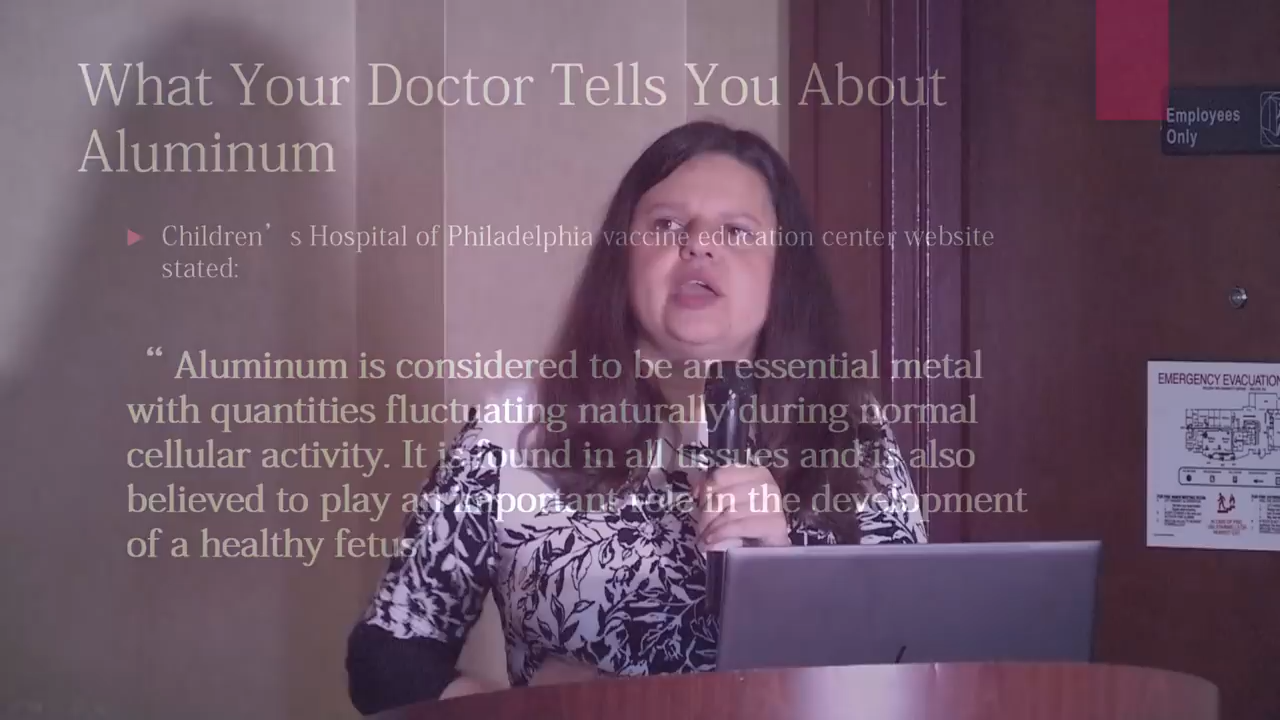 What Your Doctor Tells You About
Aluminum
Children’s Hospital of Philadelphia vaccine education center website
stated:
“ Aluminum is considered to be an essential metal
with quantities fluctuating naturally during normal
cellular activity. It is found in all tissues and is also
believed to play an important role in the development
of a healthy fetus
Employees
Only
EMERGENCY EVACUATION